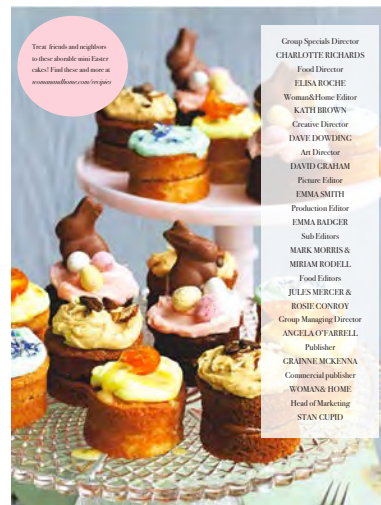 Treat friends and neighbors
to these aborable mini Easter
cakes! Find these and more at
womanandhome.com/recipies
Group Specials Director
CHARLOTTE RICHARDS
Food Director
ELISA ROCHE
Woman&Home Editor
KATH BROWN
Creative Director
DAVE DOWDING
Art Director
DAVID GRAHAM
Picture Editor
EMMA SMITH
Production Editor
EMMA BADGER
Sub Editors
MARK MORRIS &
MIRIAM RODELL
Food Editors
JULES MERCER &
ROSIE CONROY
Group Managing Director
ANGELA O'FARRELL
Publisher
GRAINNE MCKENNA
Commercial publisher
WOMAN& HOME
Head of Marketing
STAN CUPID